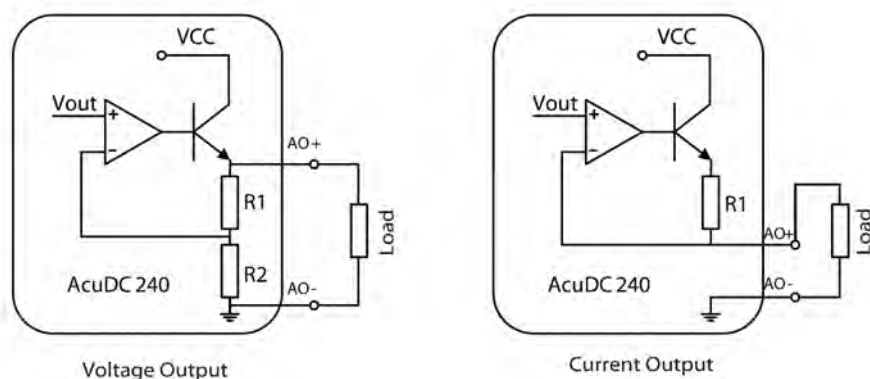 VCC
Vout
+
-
AO+
R1
Load
R2
AO-
AcuDC 240
Voltage Output
VCC
Vout
+
-
R1
AO+
Load
AO-
AcuDC 240
Current Output